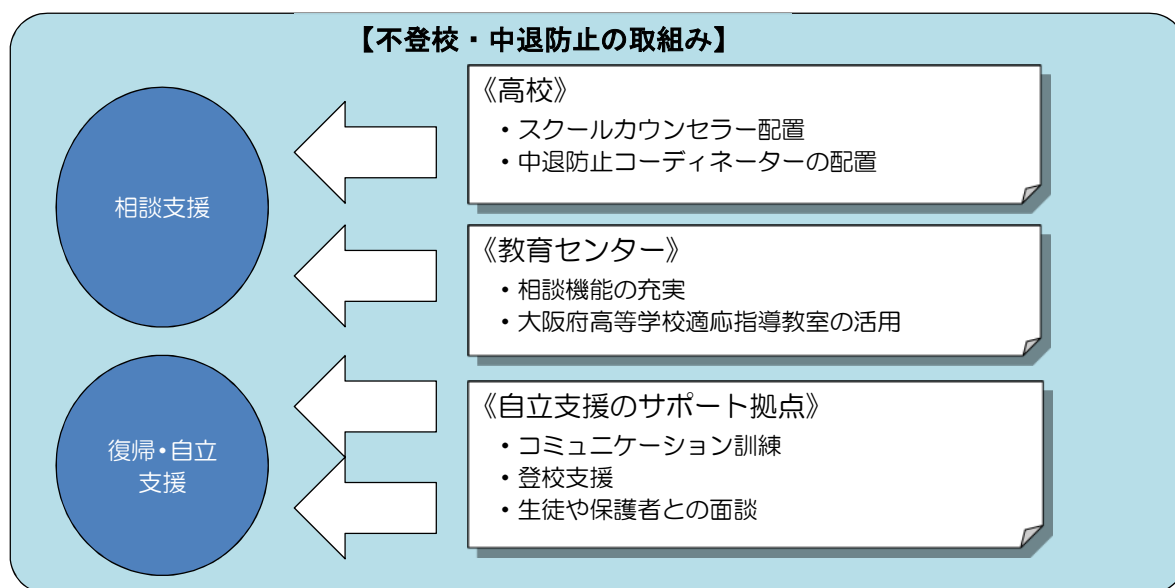 【不登校・中退防止の取組み】
相談支援
《高校》
・スクールカウンセラー配置
・中退防止コーディネーターの配置
《教育センター》
・相談機能の充実
・大阪府高等学校適応指導教室の活用
復帰・自立
支援
《自立支援のサポート拠点》
・コミュニケーション訓練
・登校支援
・生徒や保護者との面談